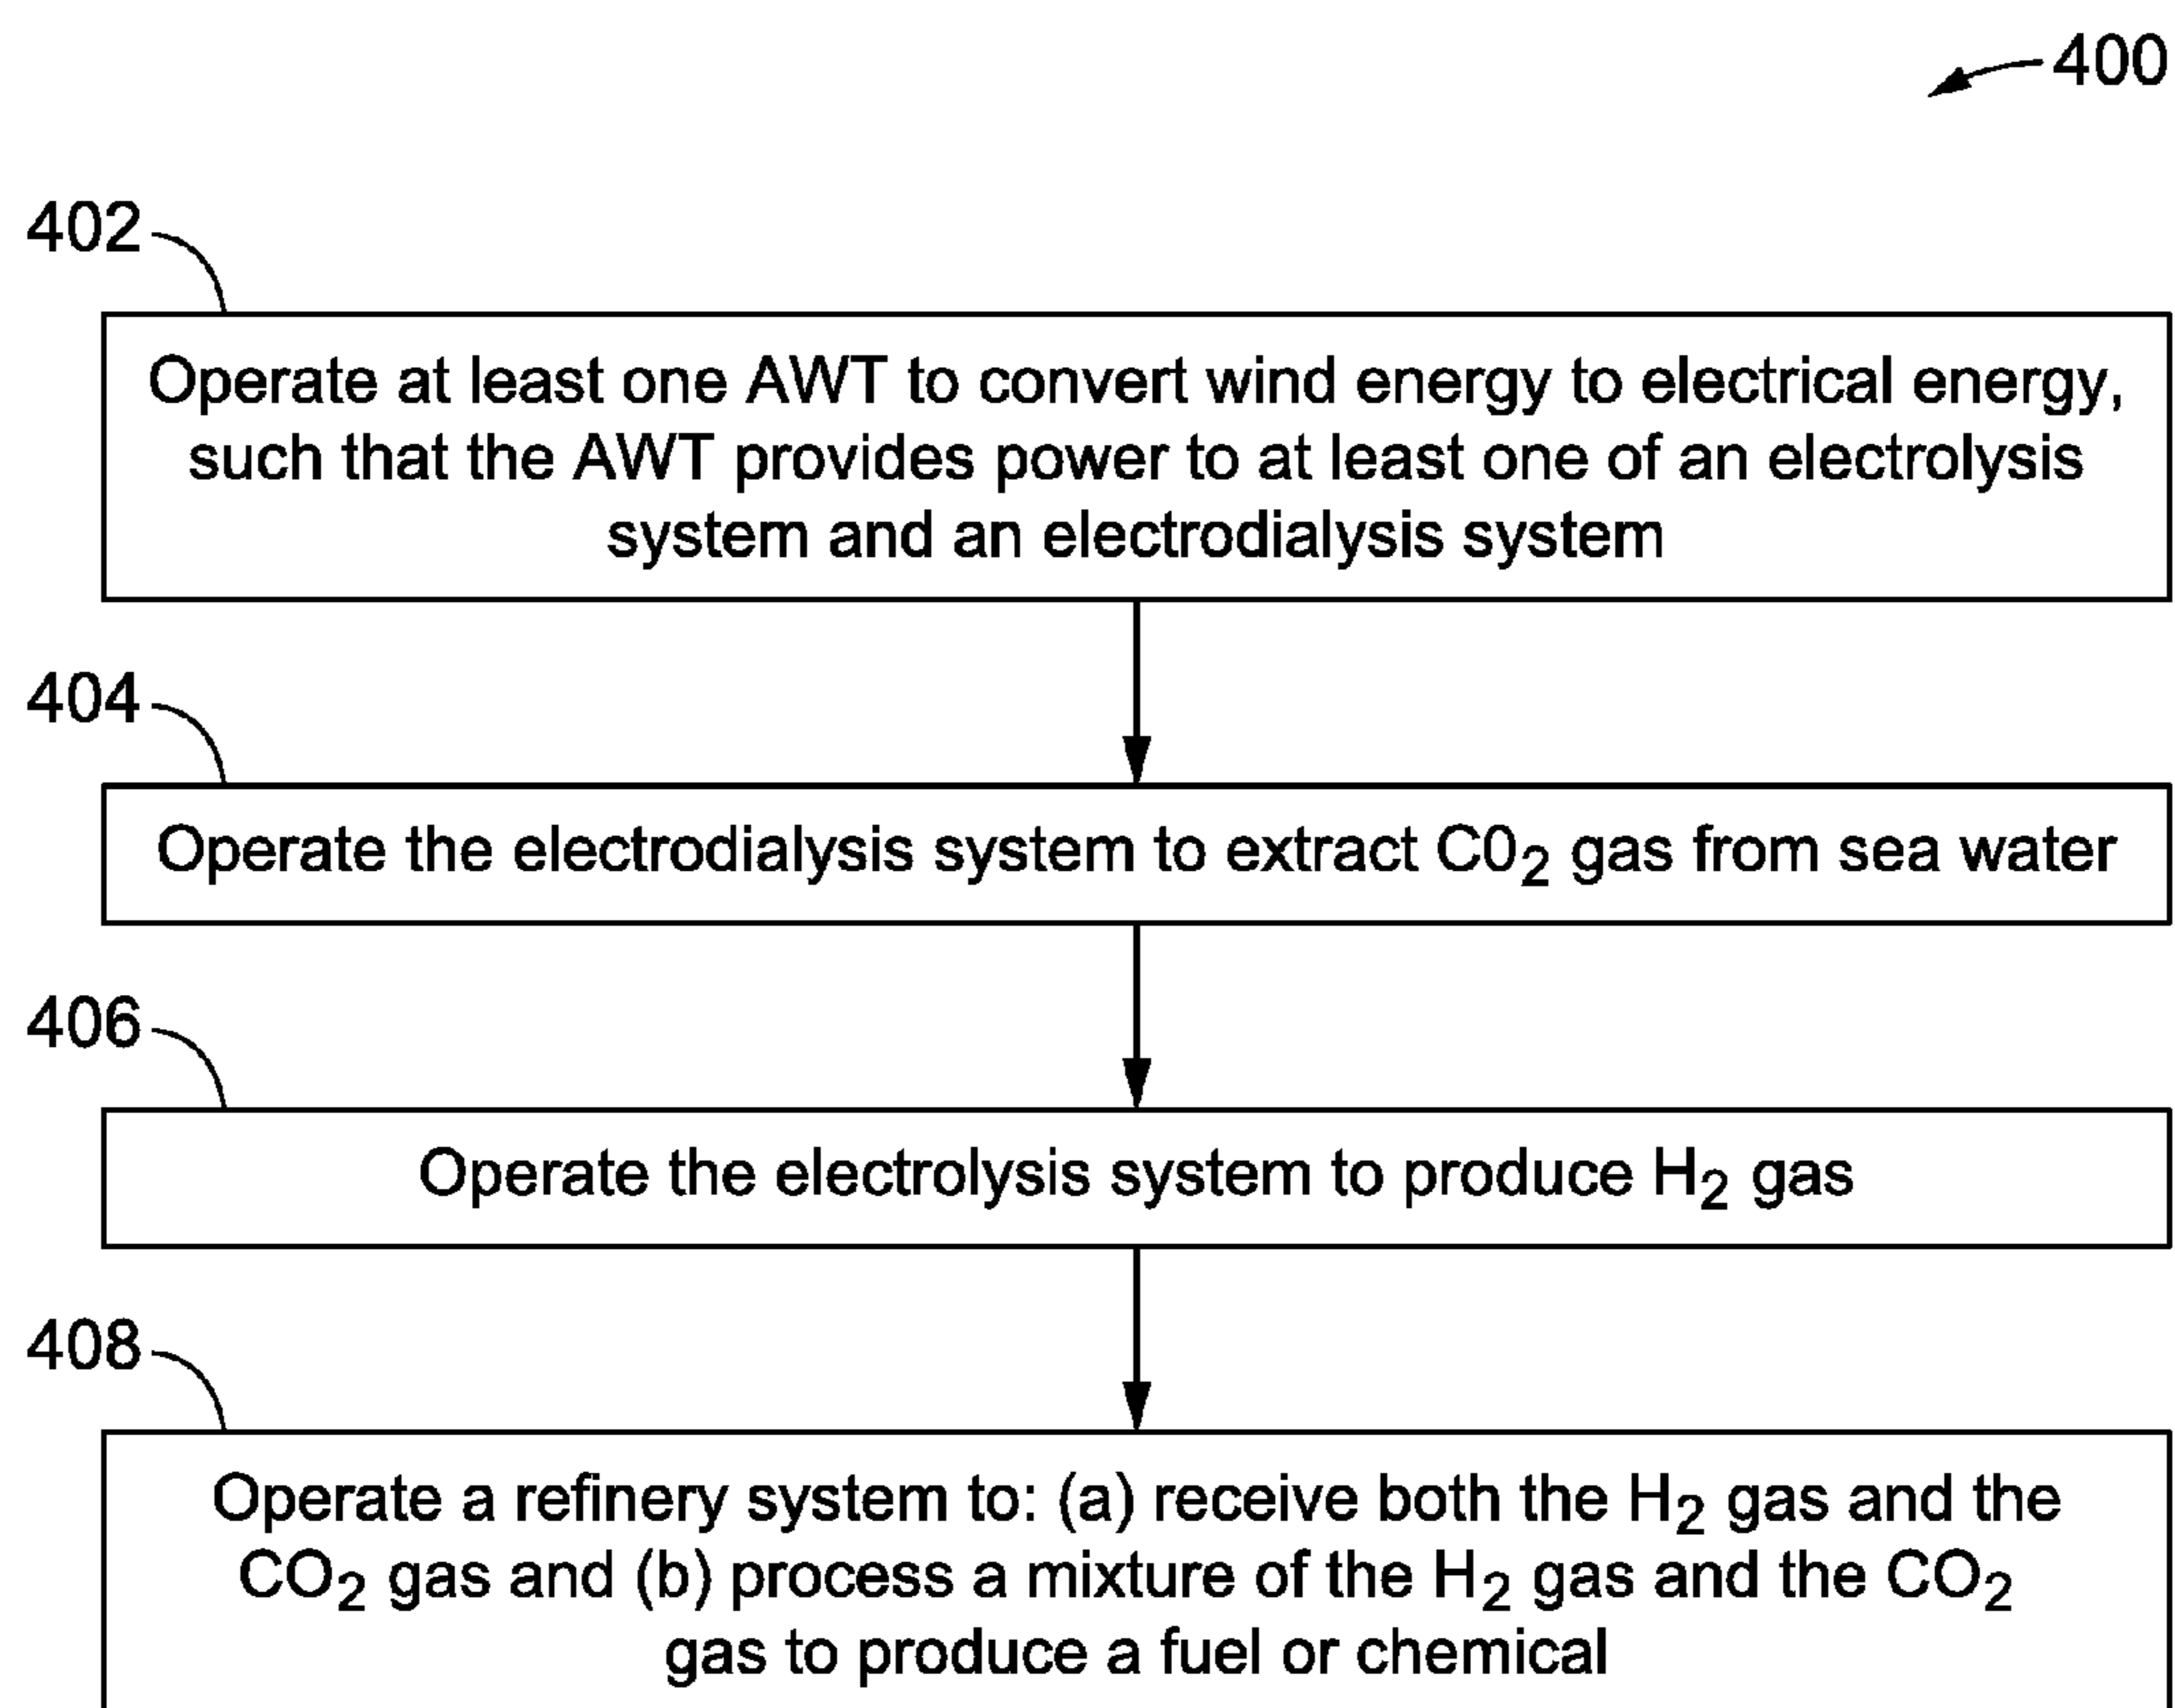 400
402
Operate at least one AWT to convert wind energy to electrical energy,
such that the AWT provides power to at least one of an electrolysis
system and an electrodialysis system
404
Operate the electrodialysis system to extract C0₂ gas from sea water
406
Operate the electrolysis system to produce H₂ gas
408
Operate a refinery system to: (a) receive both the H₂ gas and the
CO₂ gas and (b) process a mixture of the H₂ gas and the CO₂
gas to produce a fuel or chemical